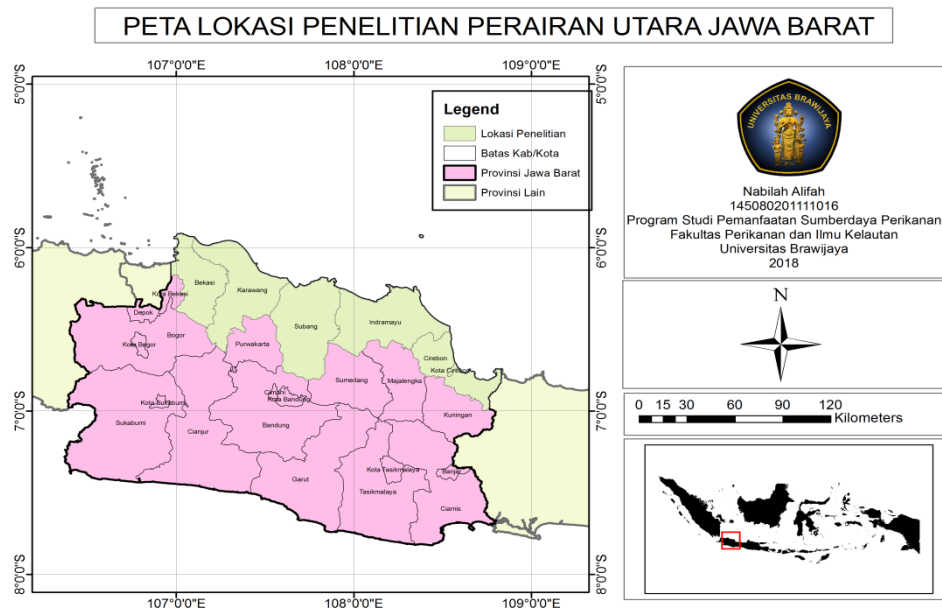 PETA LOKASI PENELITIAN PERAIRAN UTARA JAWA BARAT
107°0'0"E
108°0'0"E
109°0'0"E
5°0'0"S
5°0'0"S
Legend
Lokasi Penelitian
Batas Kab/Kota
Provinsi Jawa Barat
Provinsi Lain
6°0'0"S
6°0'0"S
Kota Bekasi
Bekasi
Karawang
Depok
Subang
Indramayu
Bogor
Kota Bogor
Purwakarta
Cirebon
Kota Cirebon
Sumedang
Majalengka
Cimahi
Kota Bandung
Kota Sukabumi
Kuningan
7°0'0"S
7°0'0"S
Sukabumi
Cianjur
Bandung
Garut
Kota Tasikmalaya
Banjar
Tasikmalaya
Ciamis
8°0'0"S
8°0'0"S
107°0'0"E
108°0'0"E
109°0'0"E
UNIVERSITAS BRAWIJAYA
Nabilah Alifah
145080201111016
Program Studi Pemanfaatan Sumberdaya Perikanan
Fakultas Perikanan dan Ilmu Kelautan
Universitas Brawijaya
2018
N
0 15 30 60 90 120
Kilometers